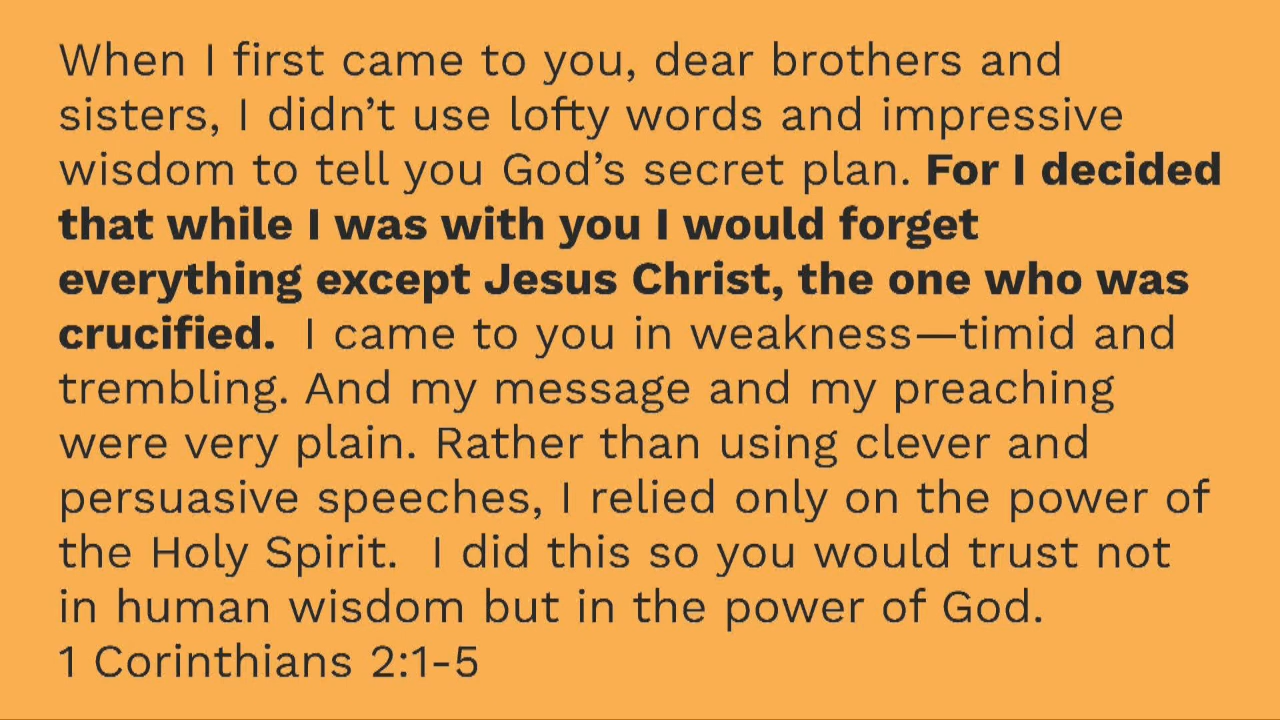 When I first came to you, dear brothers and
sisters, I didn’t use lofty words and impressive
wisdom to tell you God’s secret plan. For I decided
that while I was with you I would forget
everything except Jesus Christ, the one who was
crucified.  I came to you in weakness—timid and
trembling. And my message and my preaching
were very plain. Rather than using clever and
persuasive speeches, I relied only on the power of
the Holy Spirit.  I did this so you would trust not
in human wisdom but in the power of God.
1 Corinthians 2:1-5